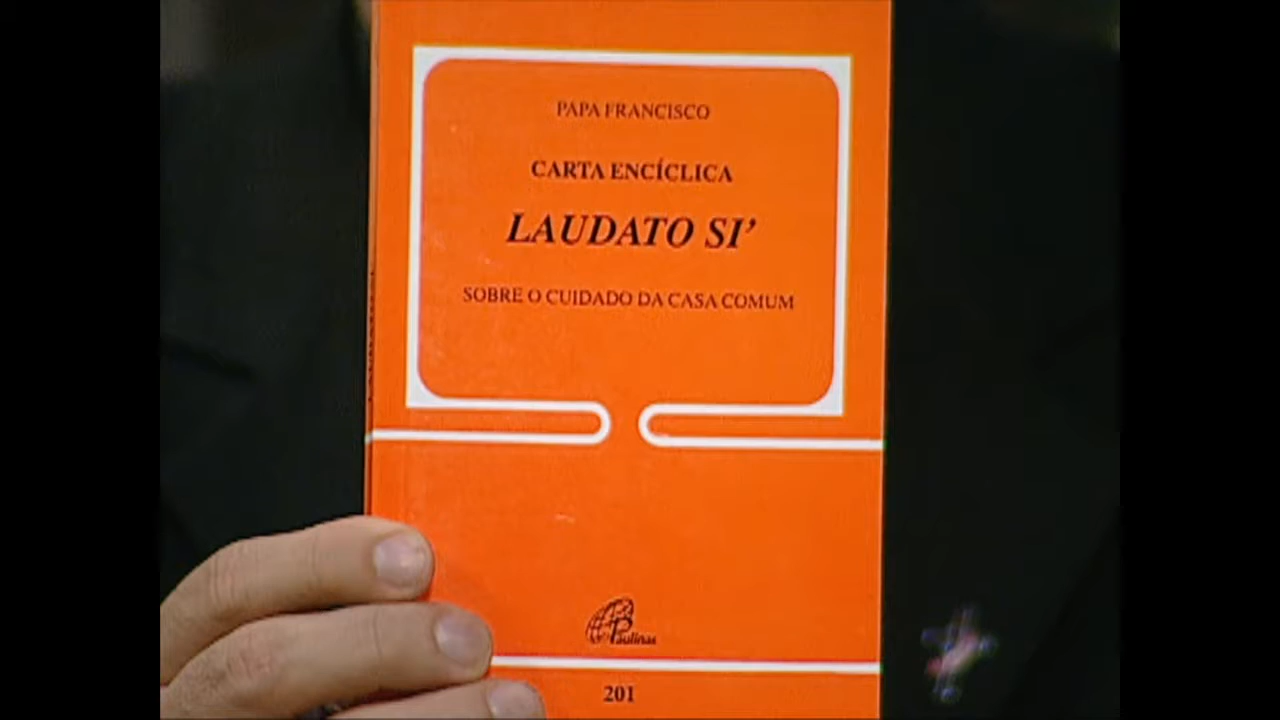 PAPA FRANCISCO
CARTA ENCÍCLICA
LAUDATO SI’
SOBRE O CUIDADO DA CASA COMUM
Paulinas
201